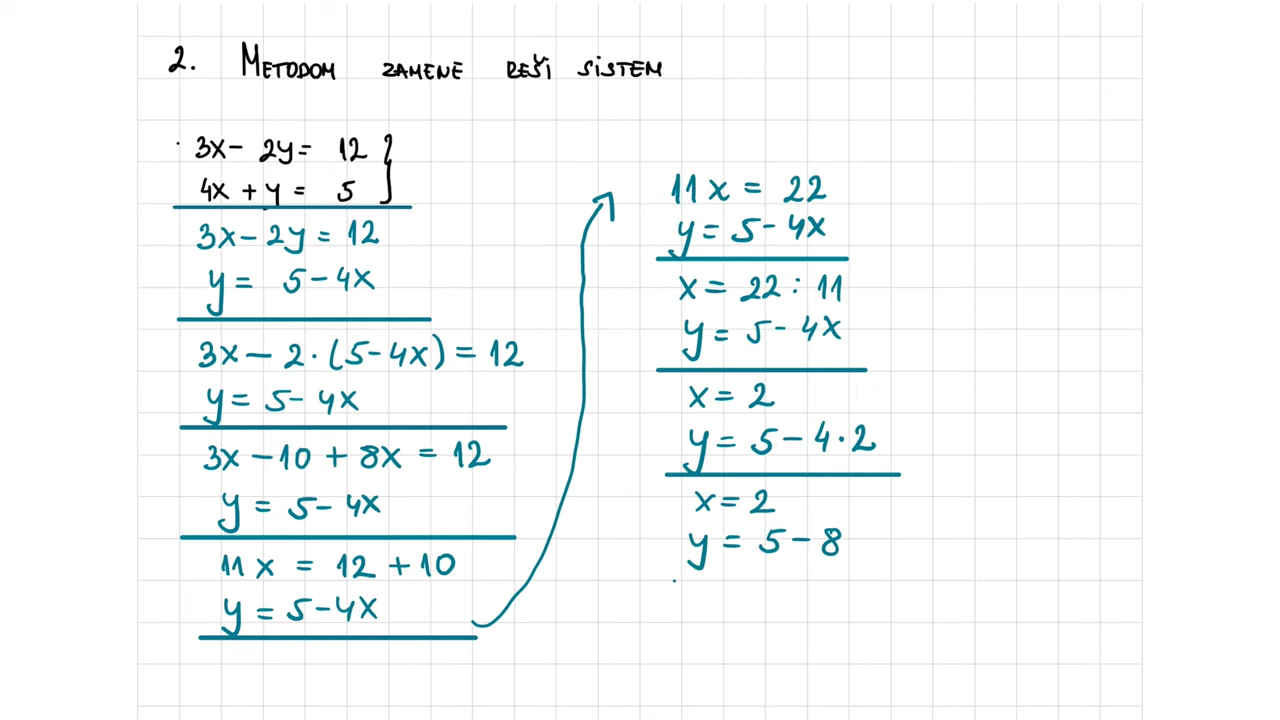 2. METODOM ZAMENE REŠI SISTEM
3x - 2y = 12
4x + y = 5
3x - 2y = 12
y = 5 - 4x
3x - 2·(5 - 4x) = 12
y = 5 - 4x
3x - 10 + 8x = 12
y = 5 - 4x
11x = 12 + 10
y = 5 - 4x
11x = 22
y = 5 - 4x
x = 22 : 11
y = 5 - 4x
x = 2
y = 5 - 4·2
x = 2
y = 5 - 8